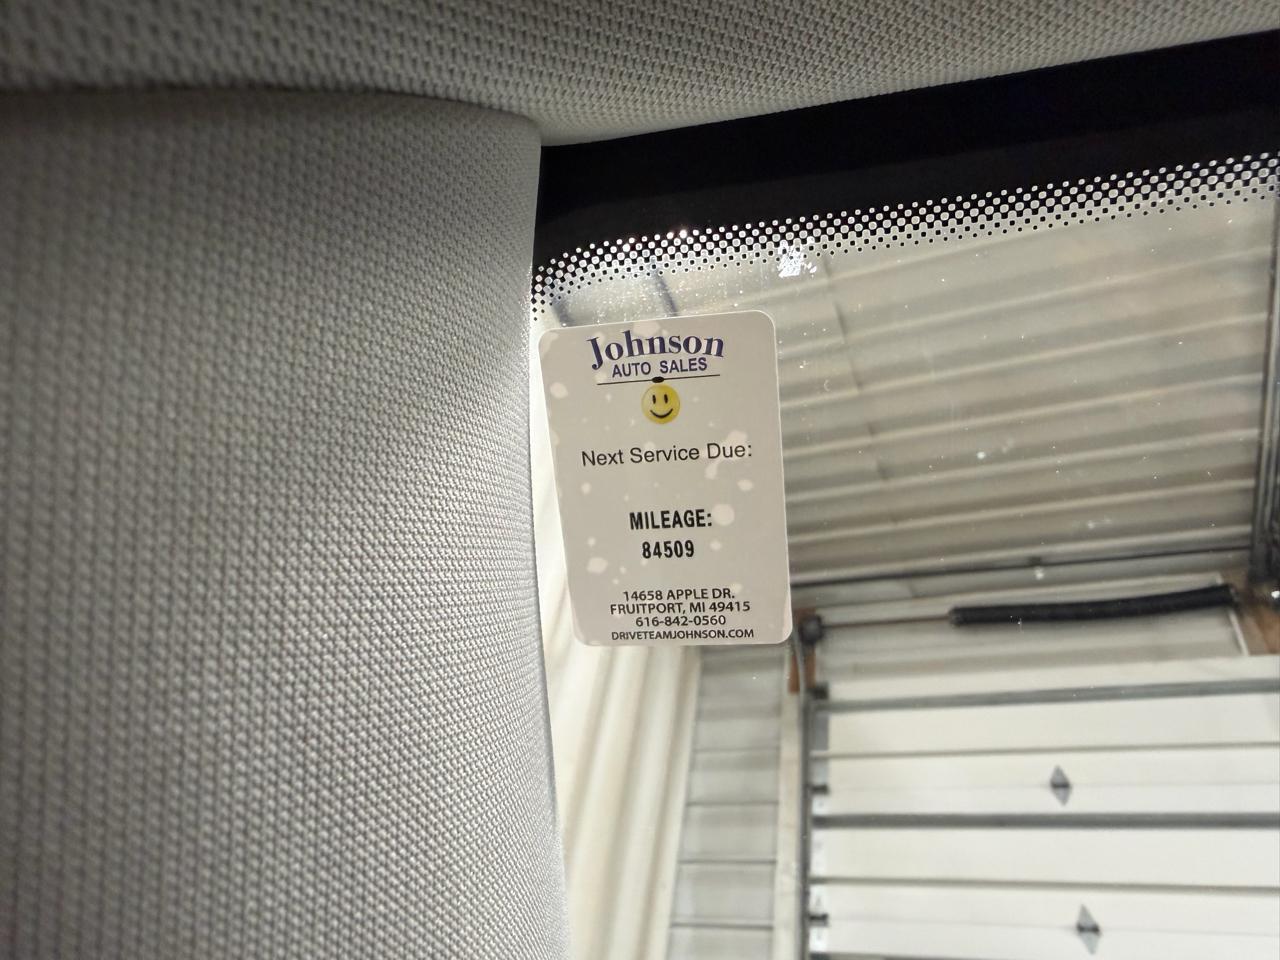 Johnson
AUTO SALES
Next Service Due:
MILEAGE:
84509
14658 APPLE DR.
FRUITPORT, MI 49415
616-842-0560
DRIVETEAMJOHNSON.COM